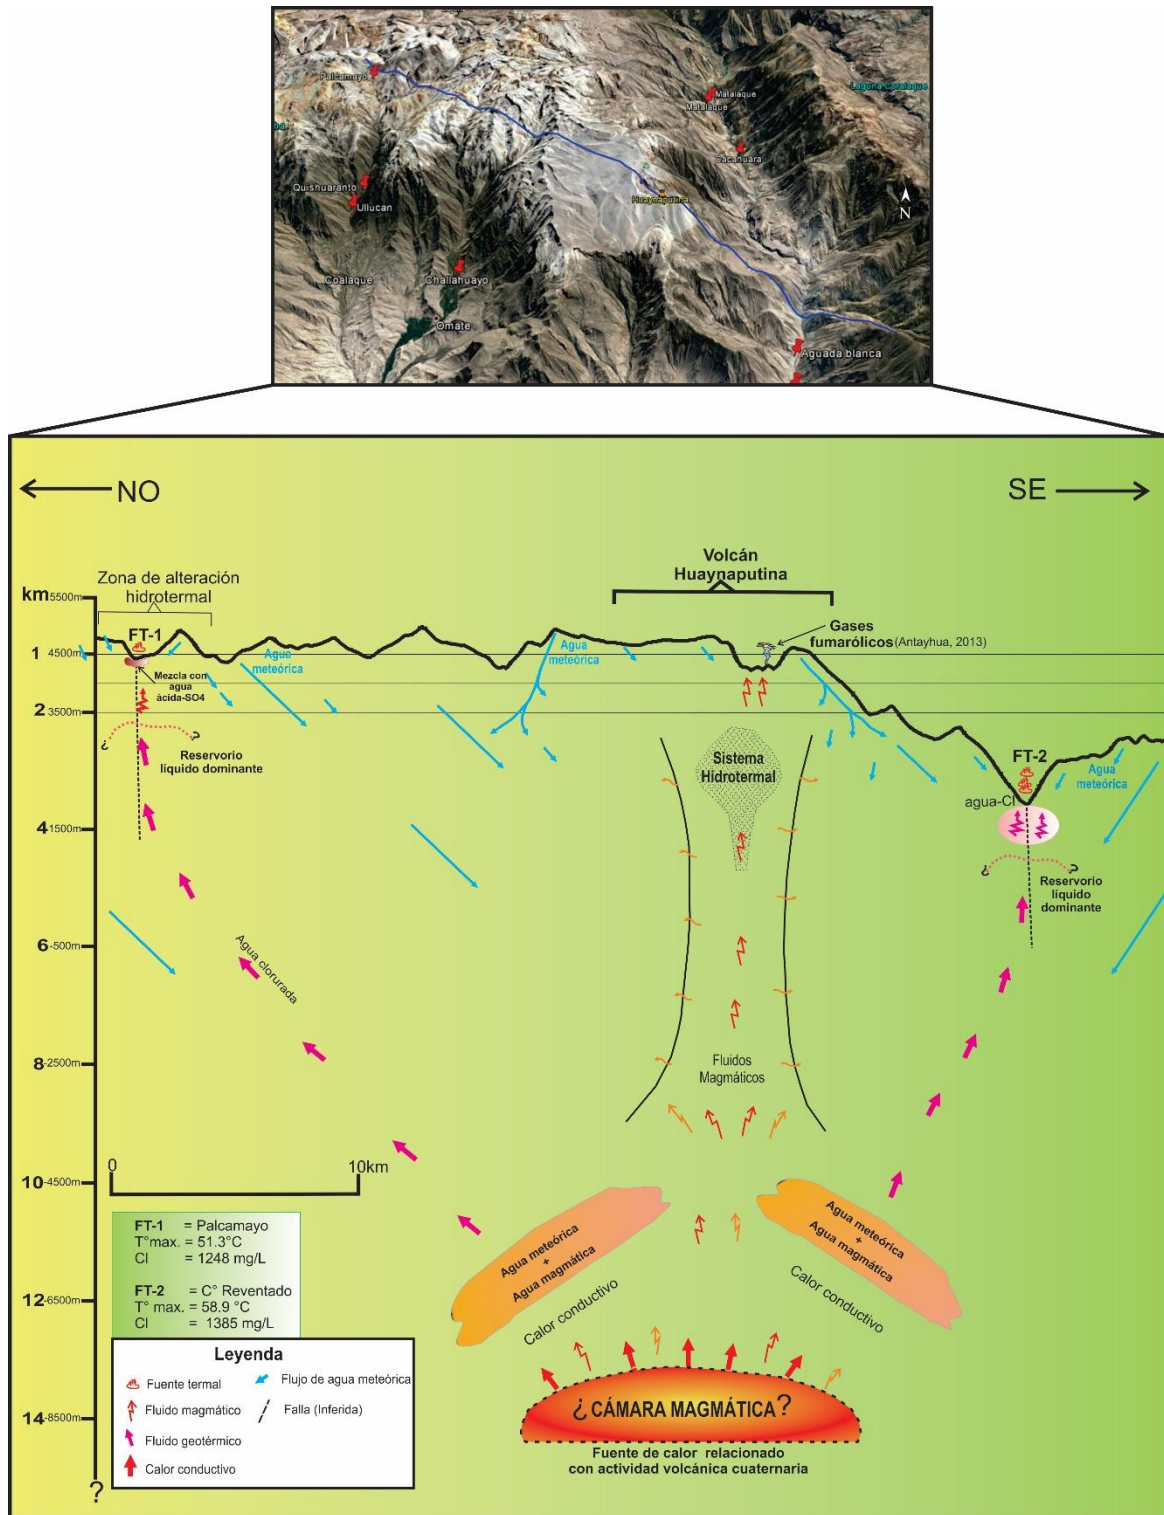 Palcamayo
Matalaque
Matalaque
Laguna Coralaque
Dacahuara
Quishuaranto
Ullucan
Huaynaputina
N
Coalaque
Challahuayo
Omate
Aguada blanca
NO
SE
Volcán
Huaynaputina
Zona de alteración
hidrotermal
km 5500m
FT-1
Gases
fumarólicos (Antayhua, 2013)
1 4500m
Agua
meteórica
Agua
meteórica
Mezcla con
agua
ácida-SO4
2 3500m
¿ ?
Reservorio
líquido dominante
Sistema
Hidrotermal
FT-2
Agua
meteórica
agua-Cl
4 1500m
¿ ?
Reservorio
líquido
dominante
6 -500m
Agua clorurada
8 -2500m
Fluidos
Magmáticos
0 10km
10 -4500m
Agua meteórica
+
Agua magmática
Agua meteórica
+
Agua magmática
Calor conductivo
Calor conductivo
FT-1 = Palcamayo
T°max. = 51.3°C
Cl = 1248 mg/L
FT-2 = C° Reventado
T° max. = 58.9 °C
Cl = 1385 mg/L
12 -6500m
Leyenda
Fuente termal
Flujo de agua meteórica
Fluido magmático
Falla (Inferida)
Fluido geotérmico
Calor conductivo
¿CÁMARA MAGMÁTICA?
14 -8500m
Fuente de calor relacionado
con actividad volcánica cuaternaria
?